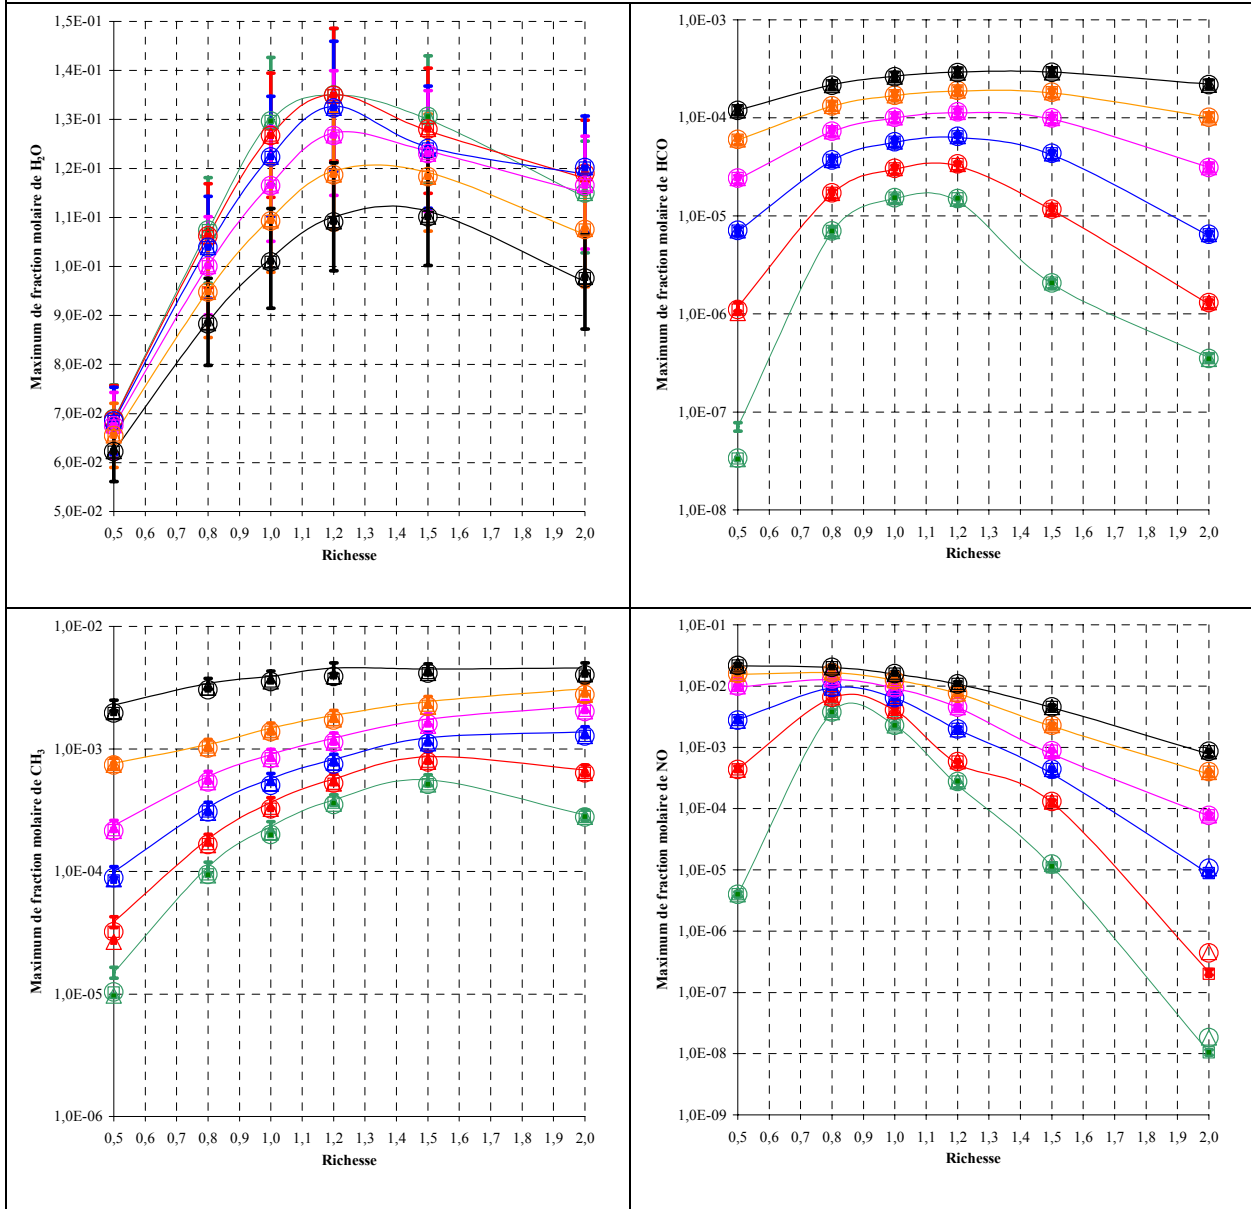 Maximum de fraction molaire de H₂O
1,5E-01
1,4E-01
1,3E-01
1,2E-01
1,1E-01
1,0E-01
9,0E-02
8,0E-02
7,0E-02
6,0E-02
5,0E-02
0,5 0,6 0,7 0,8 0,9 1,0 1,1 1,2 1,3 1,4 1,5 1,6 1,7 1,8 1,9 2,0
Richesse
Maximum de fraction molaire de HCO
1,0E-03
1,0E-04
1,0E-05
1,0E-06
1,0E-07
1,0E-08
0,5 0,6 0,7 0,8 0,9 1,0 1,1 1,2 1,3 1,4 1,5 1,6 1,7 1,8 1,9 2,0
Richesse
Maximum de fraction molaire de CH₃
1,0E-02
1,0E-03
1,0E-04
1,0E-05
1,0E-06
0,5 0,6 0,7 0,8 0,9 1,0 1,1 1,2 1,3 1,4 1,5 1,6 1,7 1,8 1,9 2,0
Richesse
Maximum de fraction molaire de NO
1,0E-01
1,0E-02
1,0E-03
1,0E-04
1,0E-05
1,0E-06
1,0E-07
1,0E-08
1,0E-09
0,5 0,6 0,7 0,8 0,9 1,0 1,1 1,2 1,3 1,4 1,5 1,6 1,7 1,8 1,9 2,0
Richesse